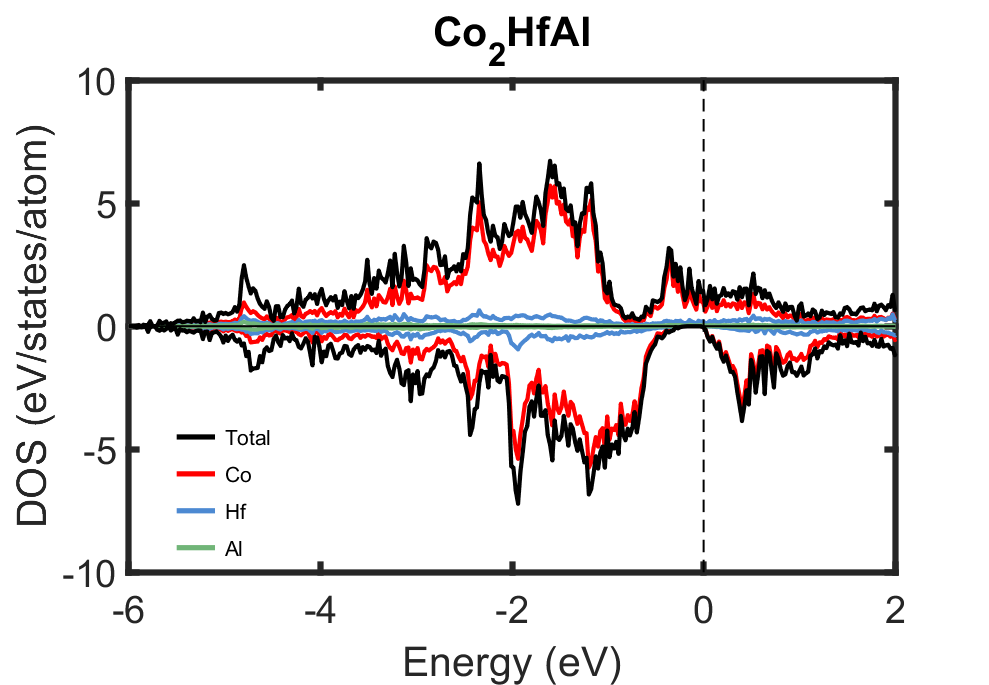 Co₂HfAl
DOS (eV/states/atom)
10
5
0
-5
-10
Total
Co
Hf
Al
-6 -4 -2 0 2
Energy (eV)